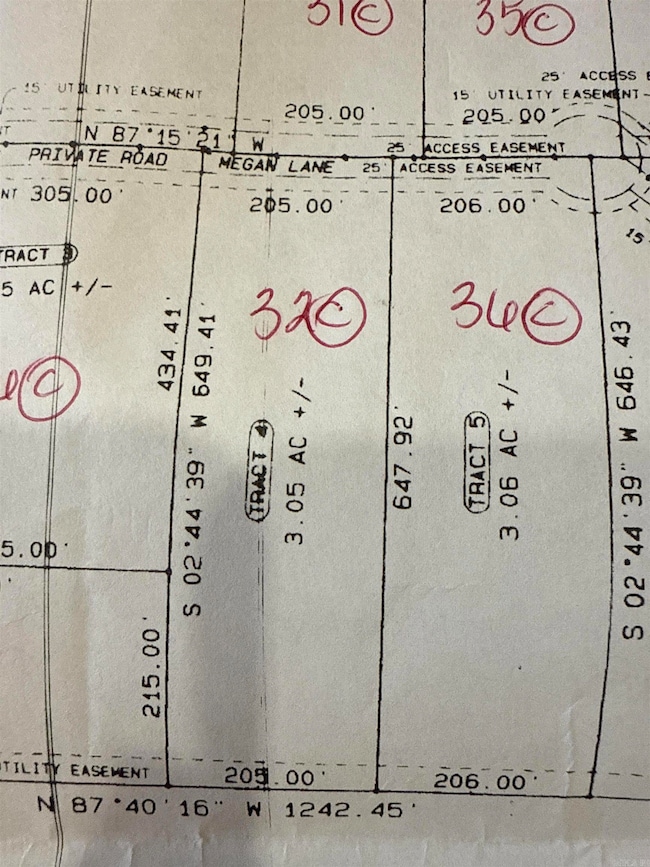 31 C
35 C
25' ACCESS E
15' UTILITY EASEMENT
15' UTILITY EASEMENT
205.00'
205.00'
N 87°15'31" W
25' ACCESS EASEMENT
PRIVATE ROAD
MEGAN LANE
25' ACCESS EASEMENT
NT 305.00'
205.00'
206.00'
15'
TRACT 3
5 AC +/-
32 C
36 C
C
434.41'
S 02°44'39" W 649.41'
TRACT 4
3.05 AC +/-
647.92'
TRACT 5
3.06 AC +/-
S 02°44'39" W 646.43'
5.00'
215.00'
TILITY EASEMENT
205.00'
206.00'
N 87°40'16" W 1242.45'